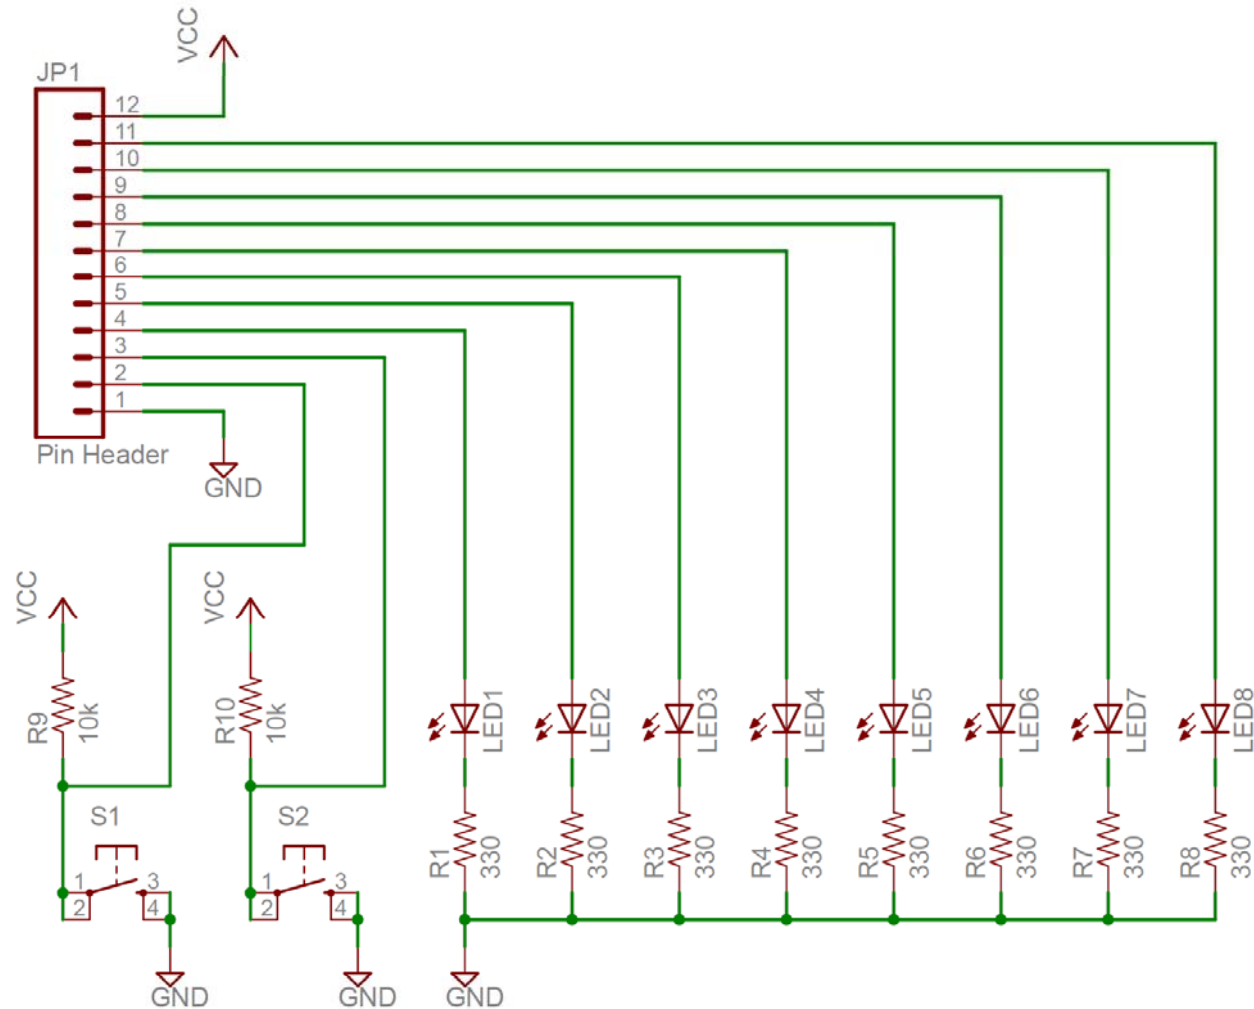 VCC
JP1
12
11
10
9
8
7
6
5
4
3
2
1
Pin Header
GND
VCC
VCC
R9
10k
R10
10k
LED1
LED2
LED3
LED4
LED5
LED6
LED7
LED8
S1
S2
R1
330
R2
330
R3
330
R4
330
R5
330
R6
330
R7
330
R8
330
1
3
2
4
1
3
2
4
GND
GND
GND